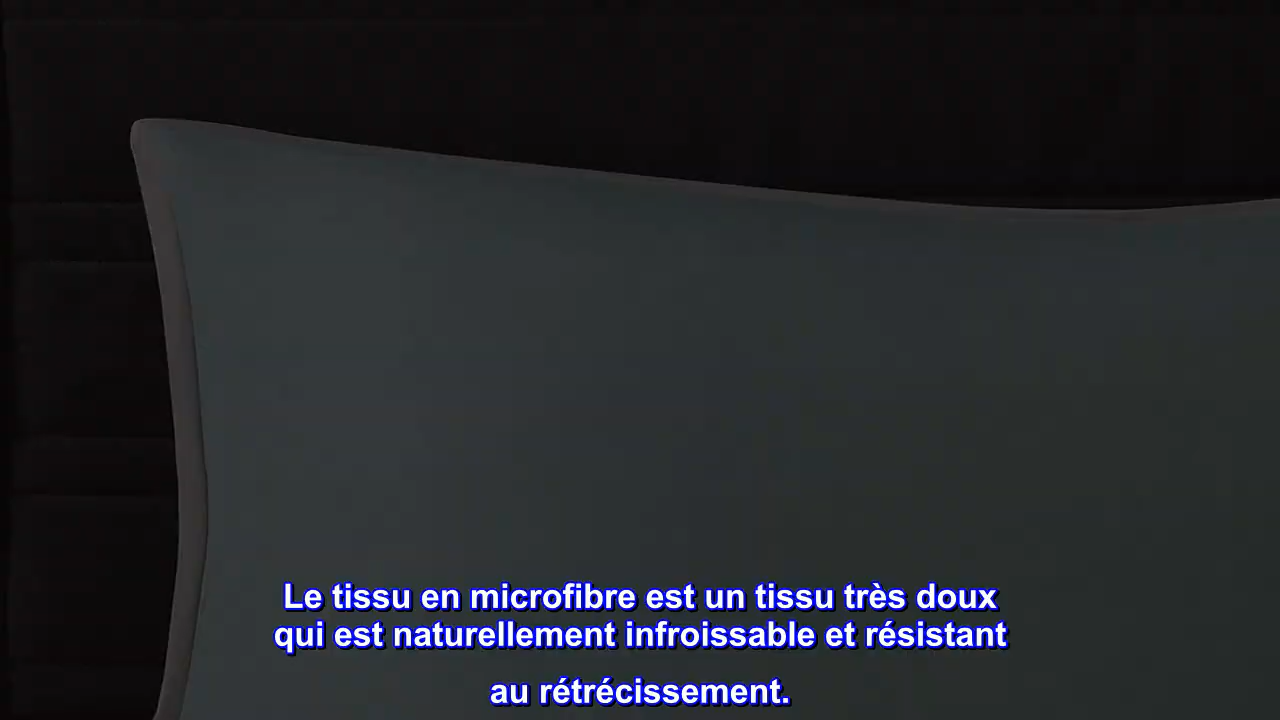 Le tissu en microfibre est un tissu très doux
qui est naturellement infroissable et résistant
au rétrécissement.